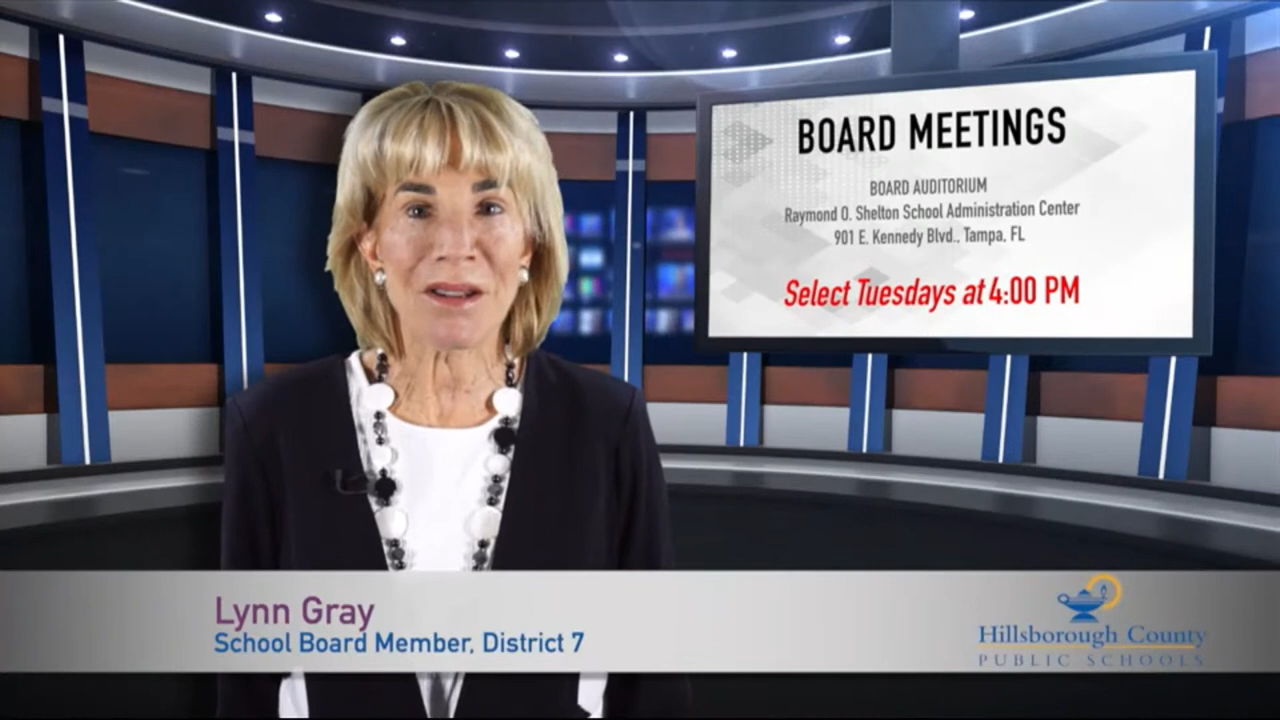 BOARD MEETINGS
BOARD AUDITORIUM
Raymond O. Shelton School Administration Center
901 E. Kennedy Blvd., Tampa, FL
Select Tuesdays at 4:00 PM
Lynn Gray
School Board Member, District 7
Hillsborough County
PUBLIC SCHOOLS